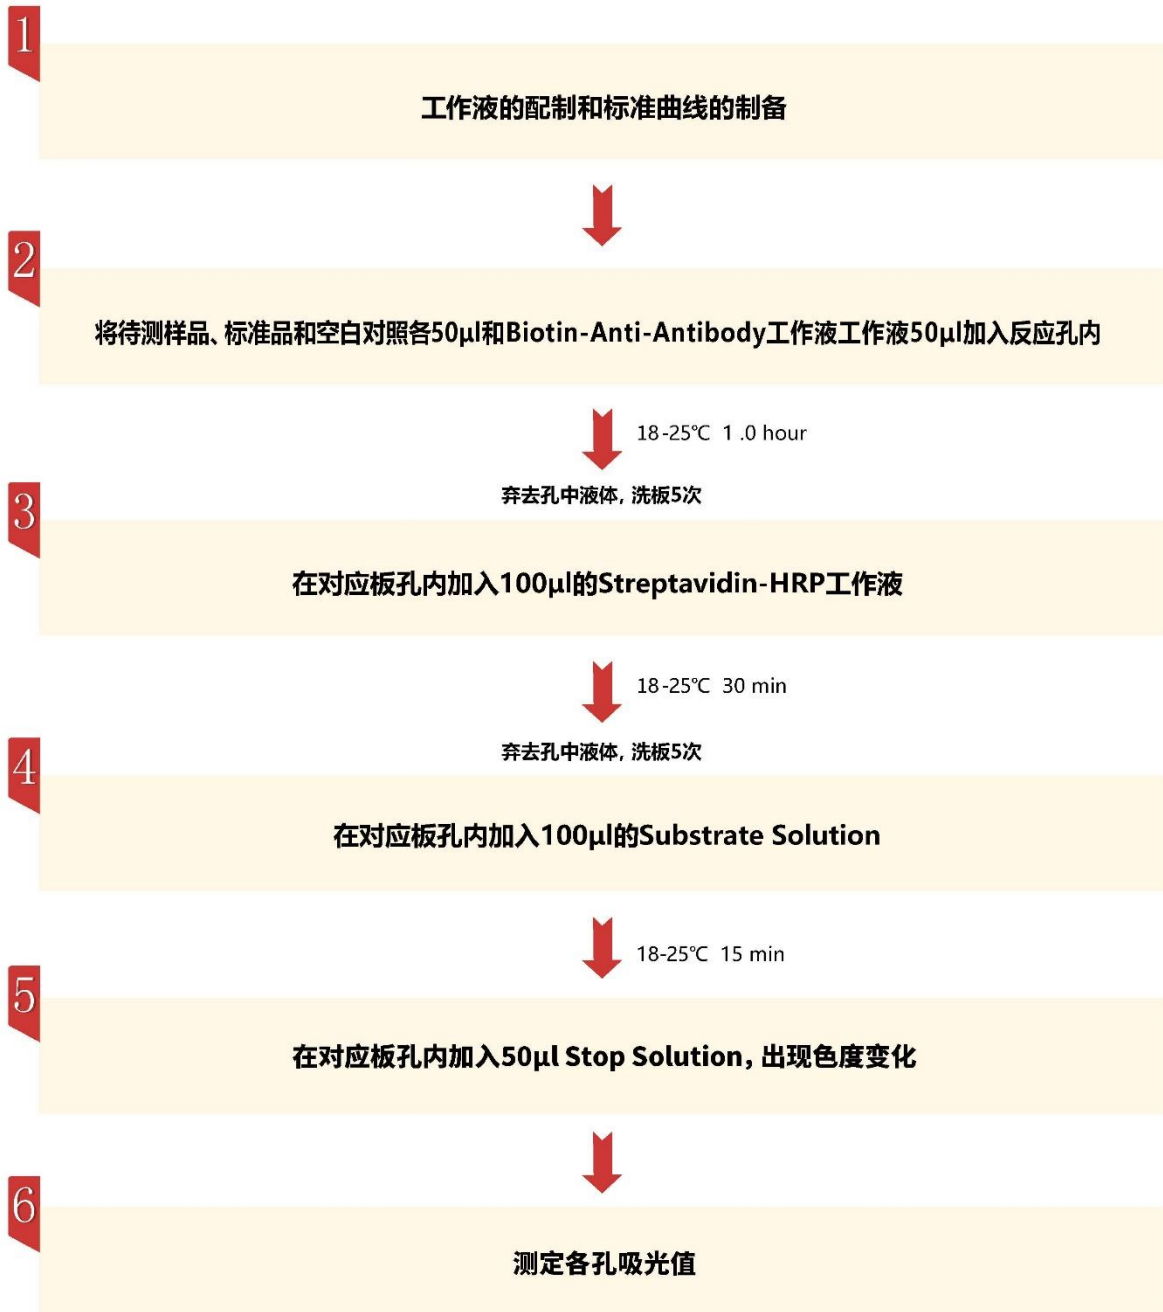 1
工作液的配制和标准曲线的制备
2
将待测样品、标准品和空白对照各50μl和Biotin-Anti-Antibody工作液工作液50μl加入反应孔内
18-25℃ 1 .0 hour
弃去孔中液体, 洗板5次
3
在对应板孔内加入100μl的Streptavidin-HRP工作液
18-25℃ 30 min
弃去孔中液体, 洗板5次
4
在对应板孔内加入100μl的Substrate Solution
18-25℃ 15 min
5
在对应板孔内加入50μl Stop Solution, 出现色度变化
6
测定各孔吸光值